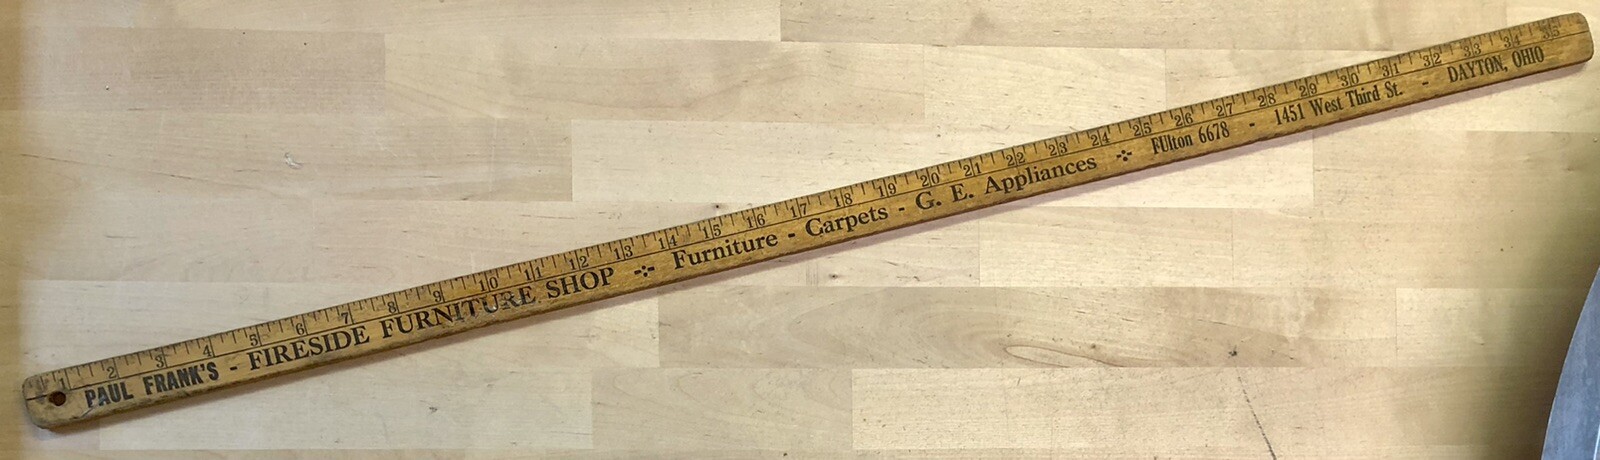 1 2 3 4 5 6 7 8 9 10 11 12 13 14 15 16 17 18 19 20 21 22 23 24 25 26 27 28 29 30 31 32 33 34 35
PAUL FRANK'S - FIRESIDE FURNITURE SHOP ⁘ Furniture - Carpets - G. E. Appliances ⁘ FUlton 6678 - 1451 West Third St. - DAYTON, OHIO